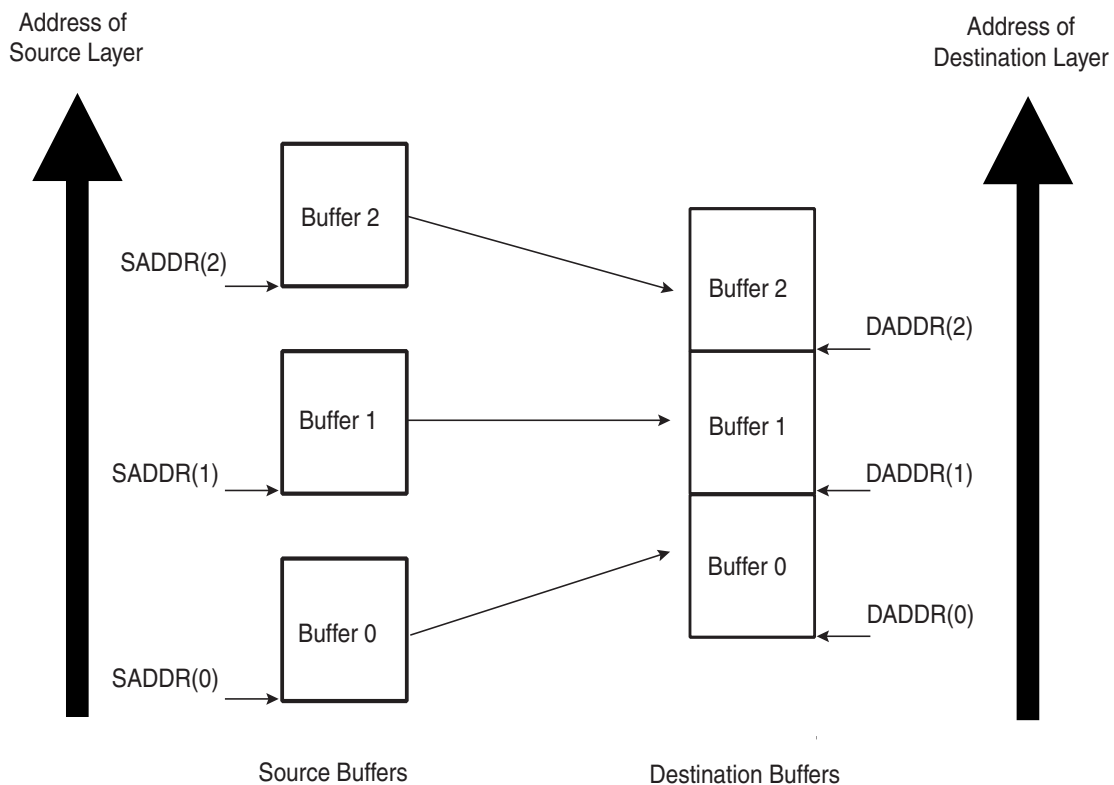 Address of
Source Layer
Address of
Destination Layer
Buffer 2
SADDR(2)
Buffer 2
DADDR(2)
Buffer 1
Buffer 1
SADDR(1)
DADDR(1)
Buffer 0
DADDR(0)
Buffer 0
SADDR(0)
Source Buffers
Destination Buffers